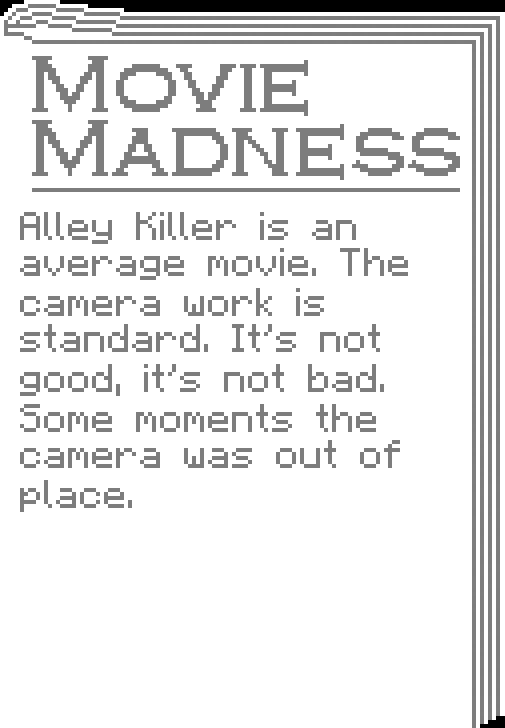 MOVIE
MADNESS
Alley Killer is an
average movie. The
camera work is
standard. It's not
good, it's not bad.
Some moments the
camera was out of
place.